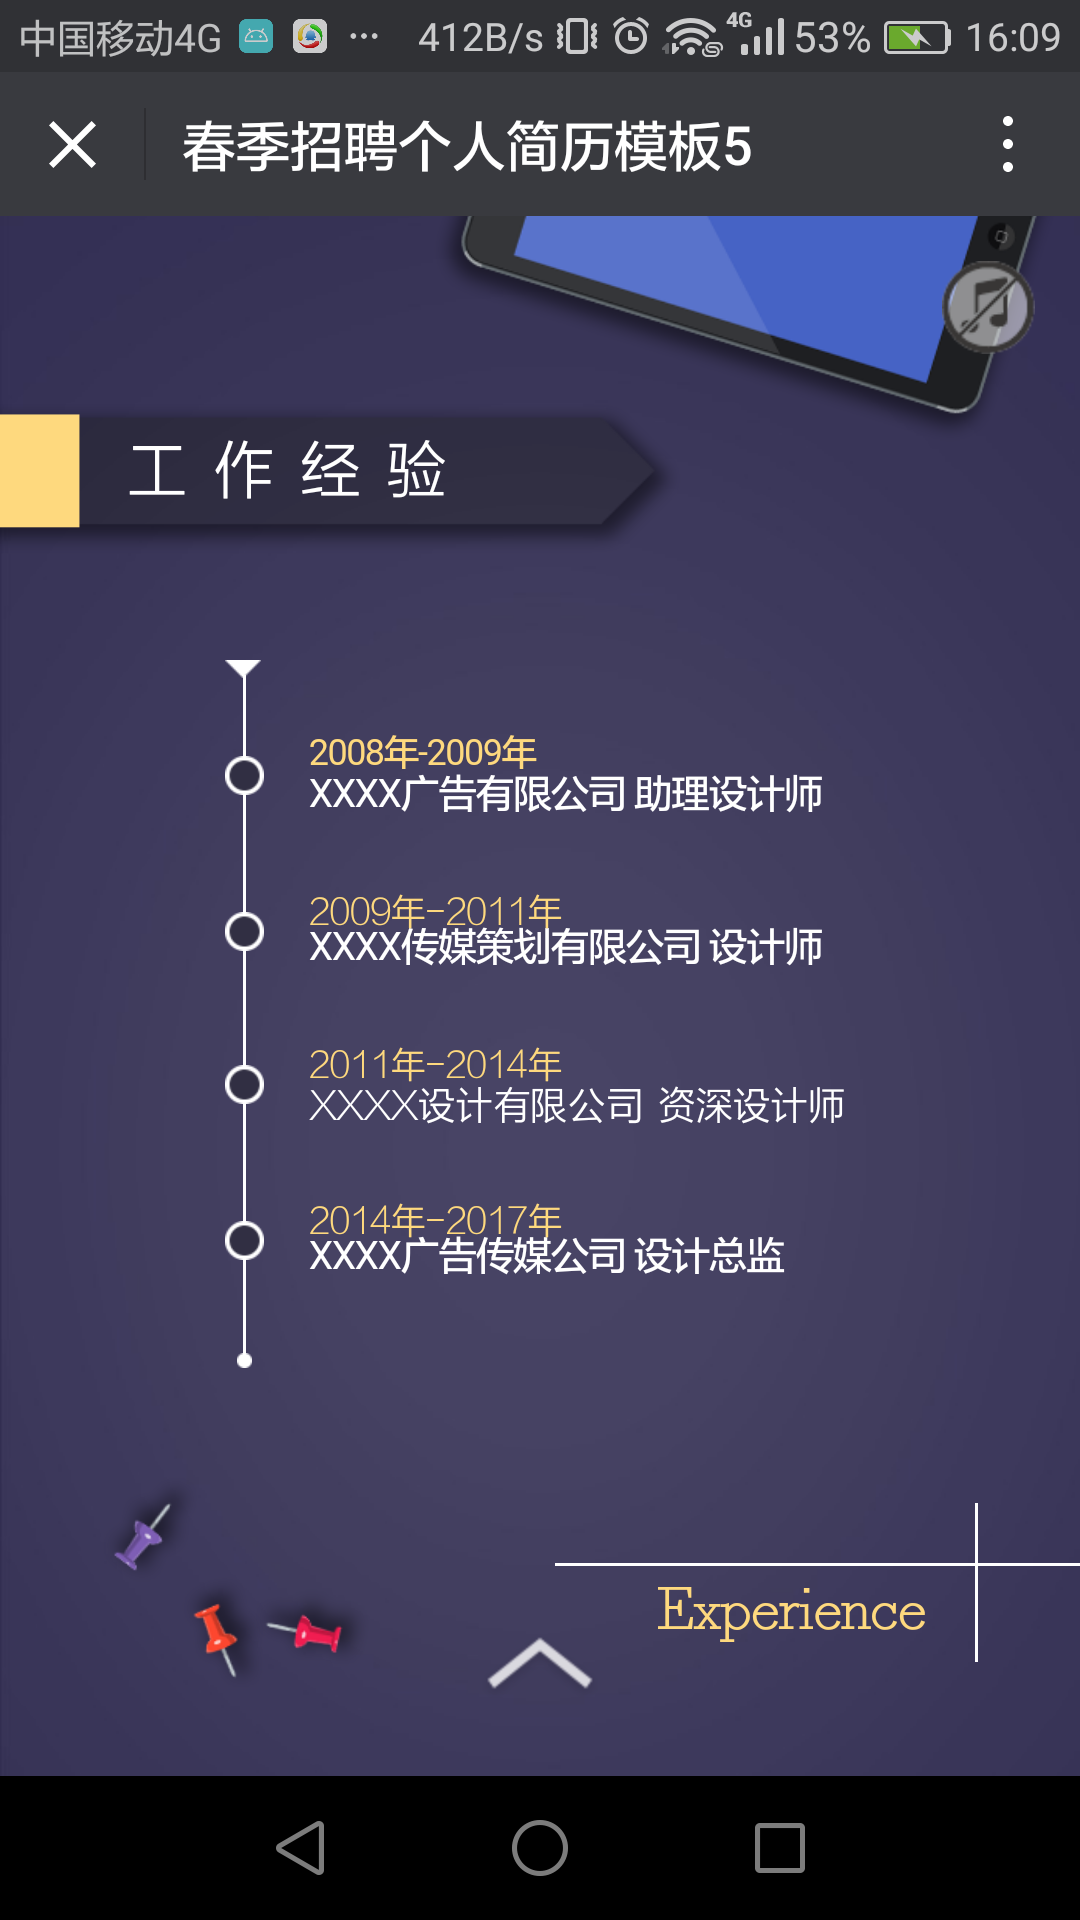 中国移动4G ... 412B/s 4G 53% 16:09
春季招聘个人简历模板5
工作经验
2008年-2009年
XXXX广告有限公司 助理设计师
2009年-2011年
XXXX传媒策划有限公司 设计师
2011年-2014年
XXXX设计有限公司 资深设计师
2014年-2017年
XXXX广告传媒公司 设计总监
Experience